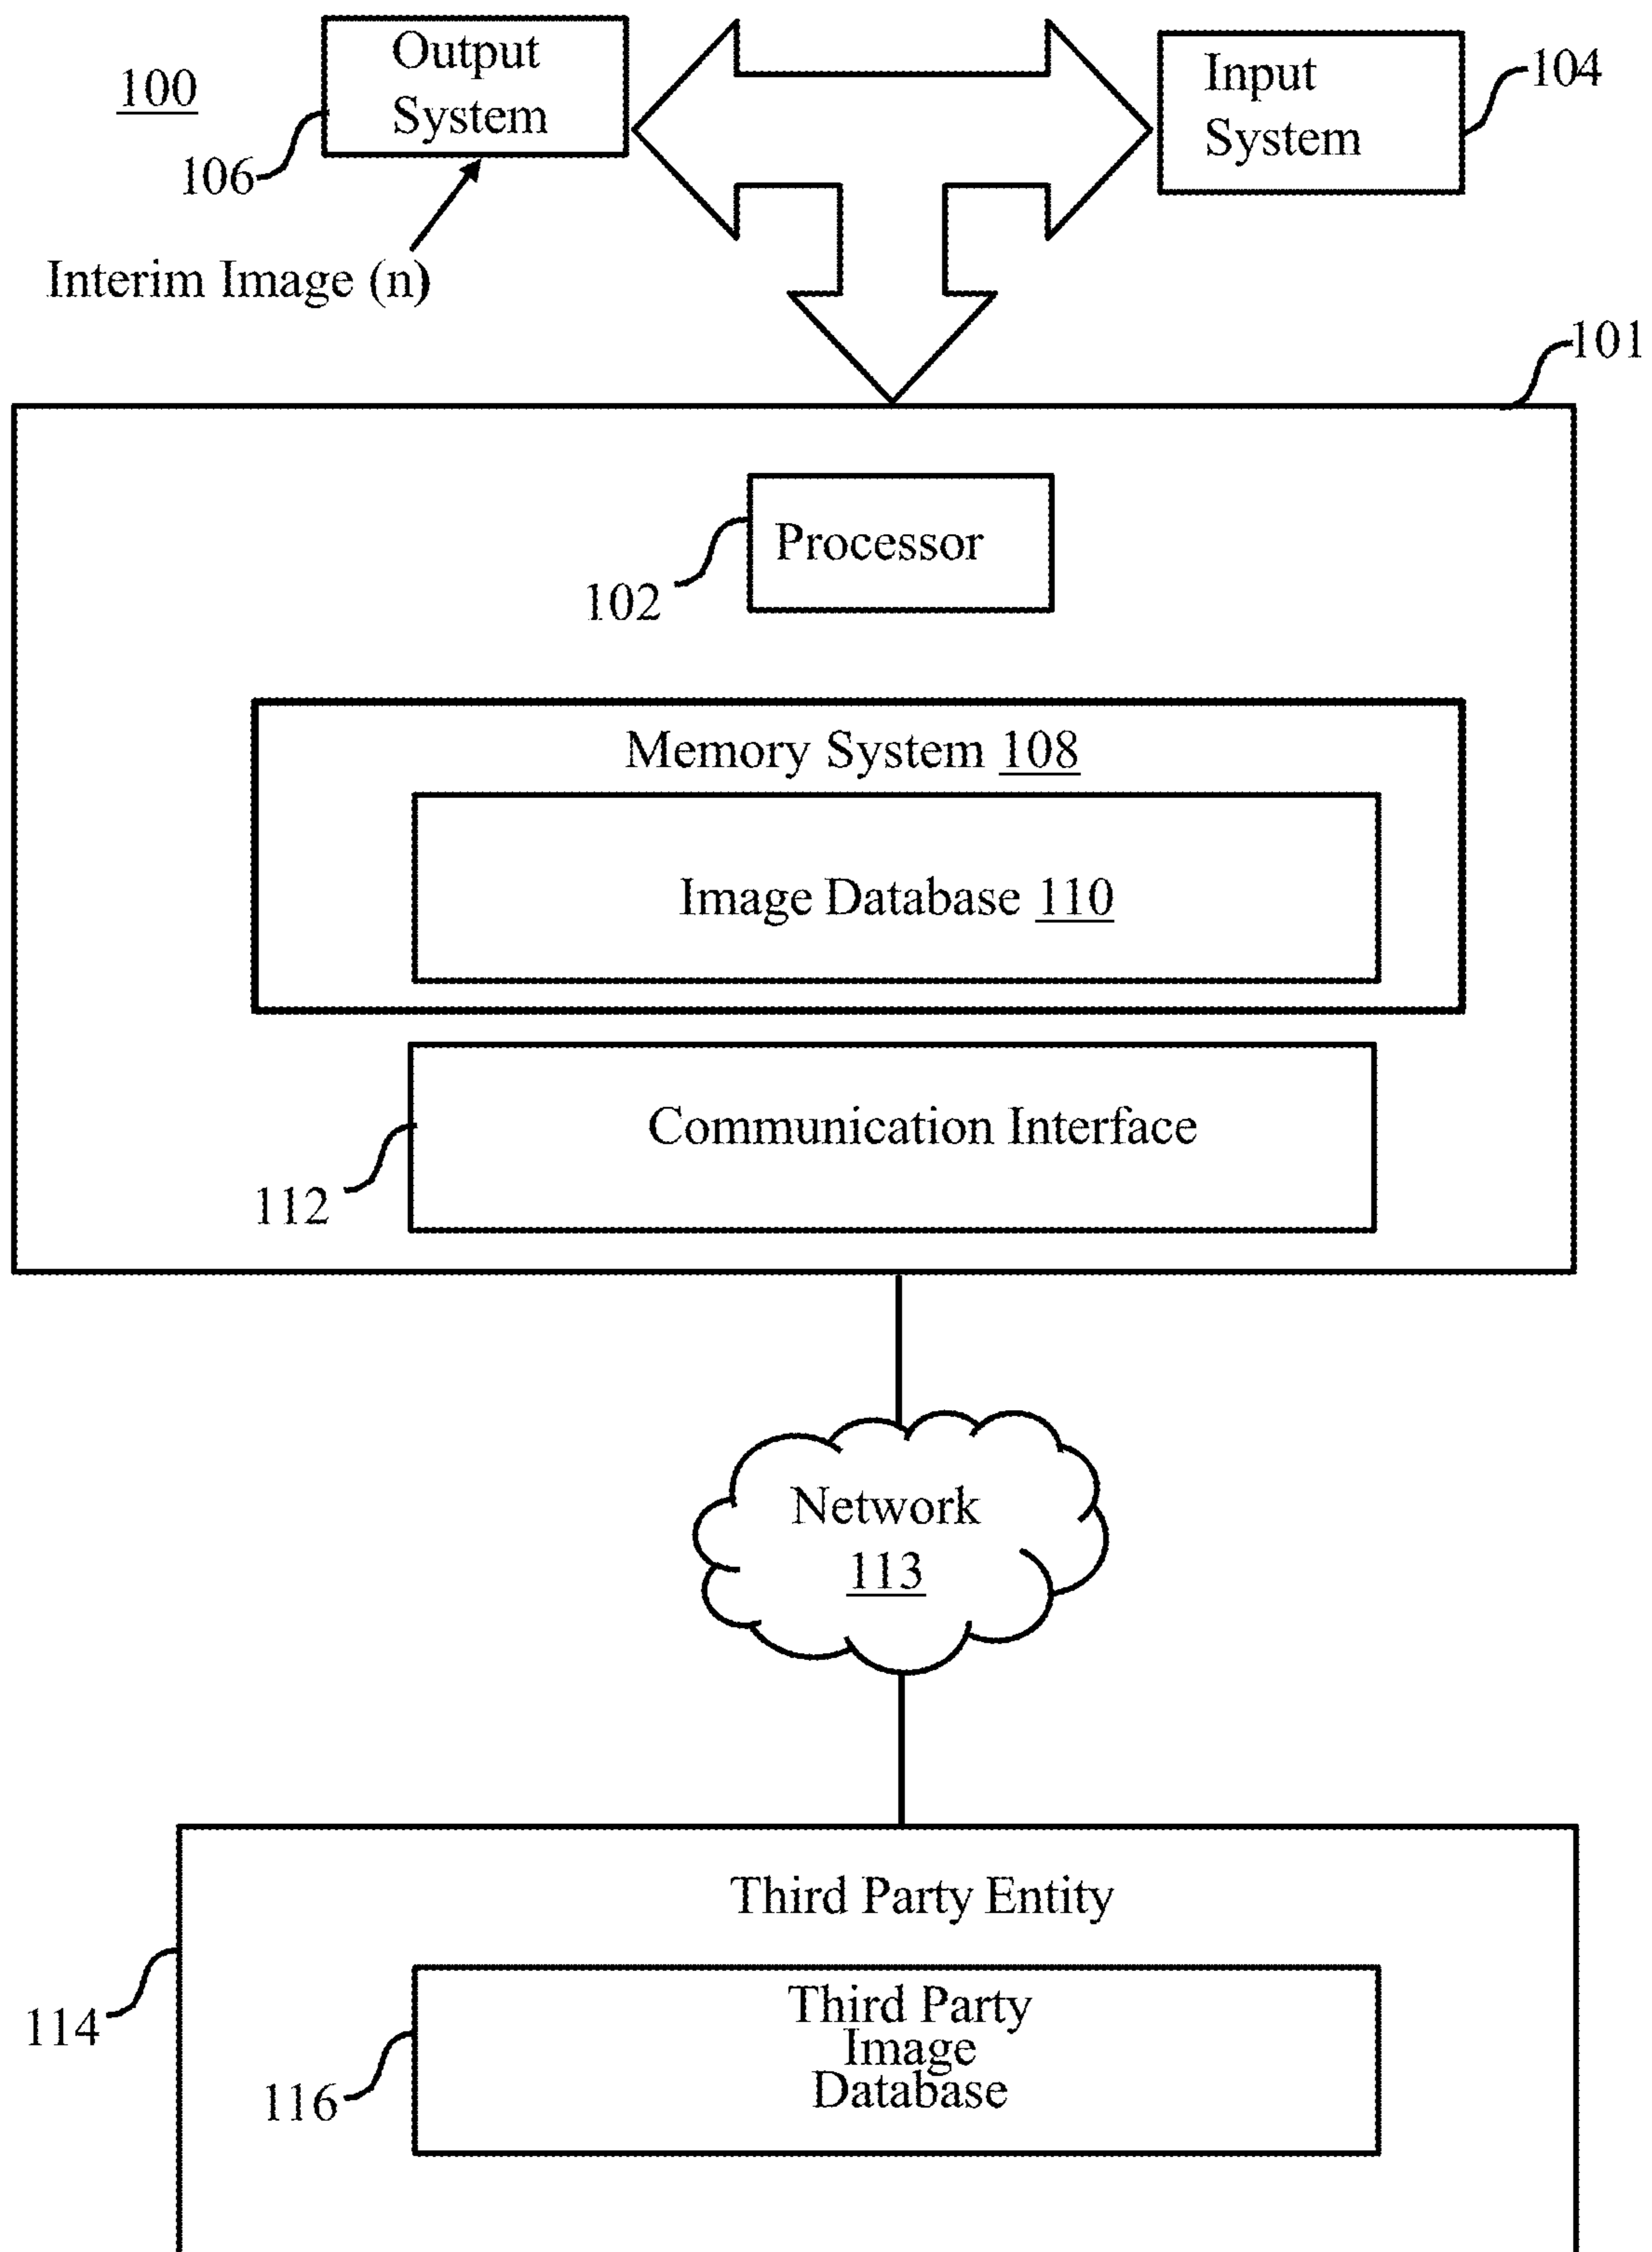 100
Output
System
106
Input
System
104
Interim Image (n)
101
Processor
102
Memory System 108
Image Database 110
Communication Interface
112
Network
113
Third Party Entity
114
Third Party
Image
Database
116